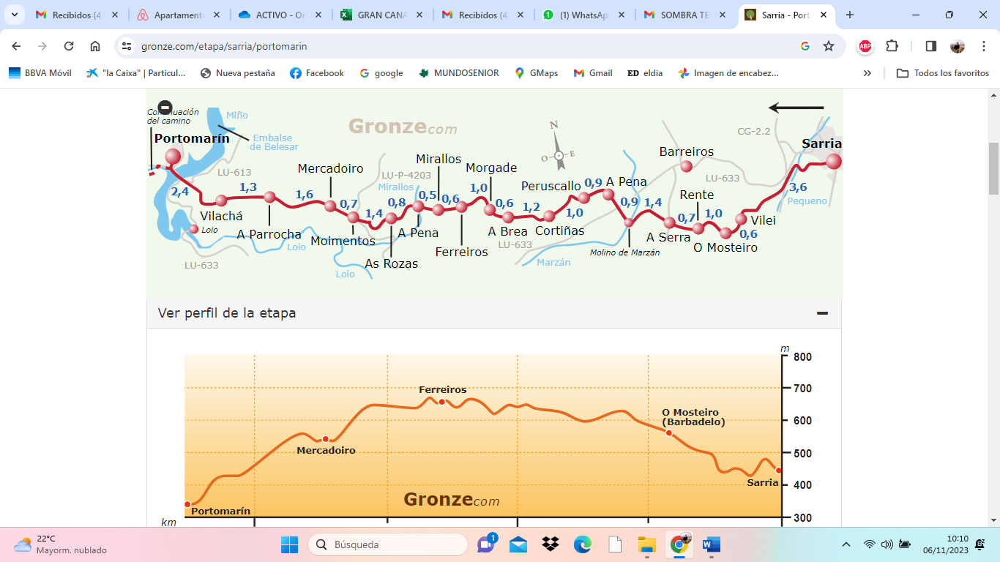 Recibidos (4
Apartament
ACTIVO - On
GRAN CANA
Recibidos (4
(1) WhatsAp
SOMBRA TE
Sarria - Port
gronze.com/etapa/sarria/portomarin
ABP
BBVA Móvil
"la Caixa" | Particul...
Nueva pestaña
Facebook
google
MUNDOSENIOR
GMaps
Gmail
ED eldia
Imagen de encabez...
Todos los favoritos
Continuación
del camino
Miño
Embalse
de Belesar
Gronze.com
N
O
E
CG-2.2
Portomarín
Sarria
Barreiros
LU-613
LU-P-4203
LU-633
Mirallos
Mercadoiro
Morgade
Mirallos
Peruscallo
A Pena
Rente
Pequeno
2,4
1,3
1,6
0,7
1,4
0,8
0,5
0,6
1,0
0,6
1,2
1,0
0,9
0,9
1,4
0,7
1,0
0,6
3,6
Vilachá
Loio
A Parrocha
Moimentos
As Rozas
A Pena
Ferreiros
A Brea
Cortiñas
Molino de Marzán
A Serra
O Mosteiro
Vilei
LU-633
Loio
Loio
LU-633
Marzán
Ver perfil de la etapa
m
800
700
600
500
400
300
Ferreiros
O Mosteiro
(Barbadelo)
Mercadoiro
Sarria
Portomarín
Gronze.com
km
22°C
Mayorm. nublado
Búsqueda
1
10:10
06/11/2023